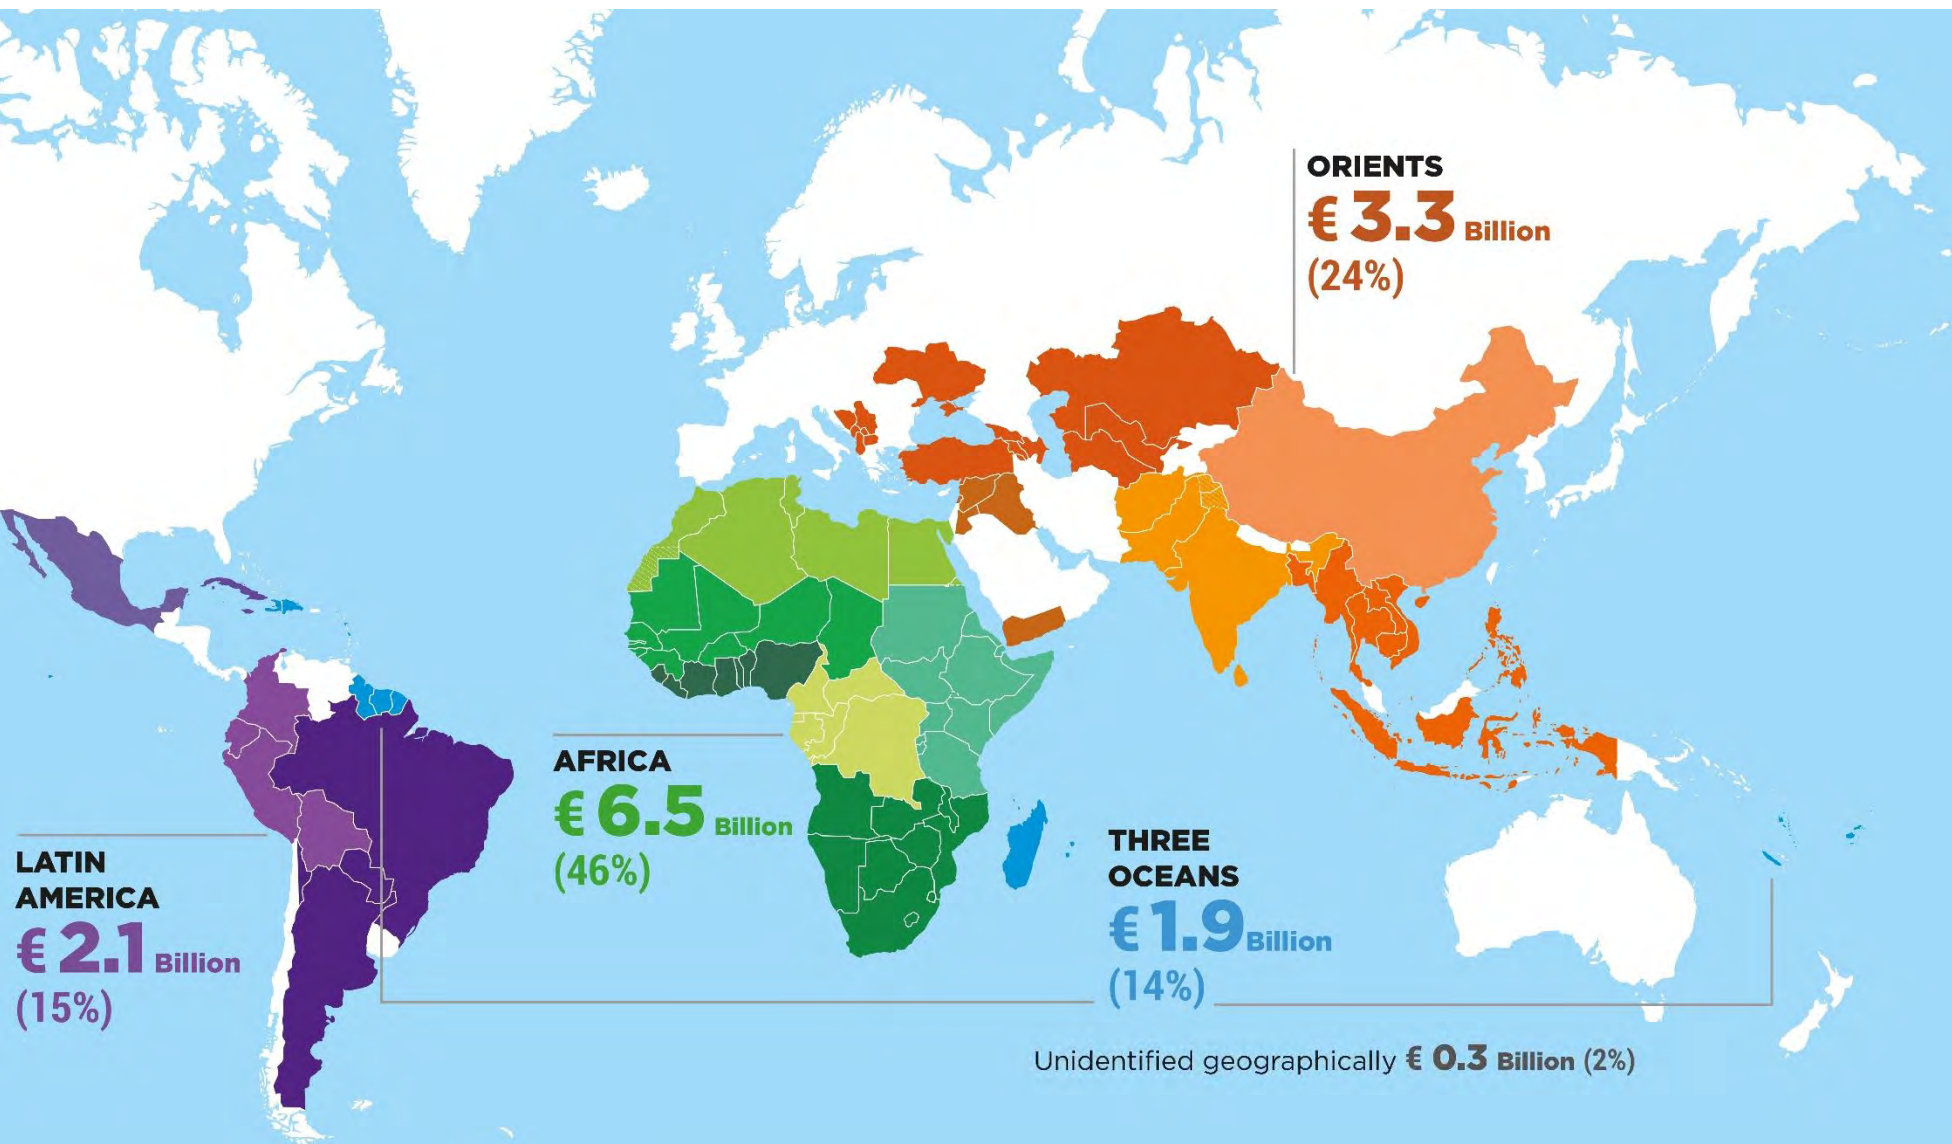 ORIENTS
€ 3.3 Billion
(24%)
AFRICA
€ 6.5 Billion
(46%)
LATIN
AMERICA
€ 2.1 Billion
(15%)
THREE
OCEANS
€ 1.9 Billion
(14%)
Unidentified geographically € 0.3 Billion (2%)